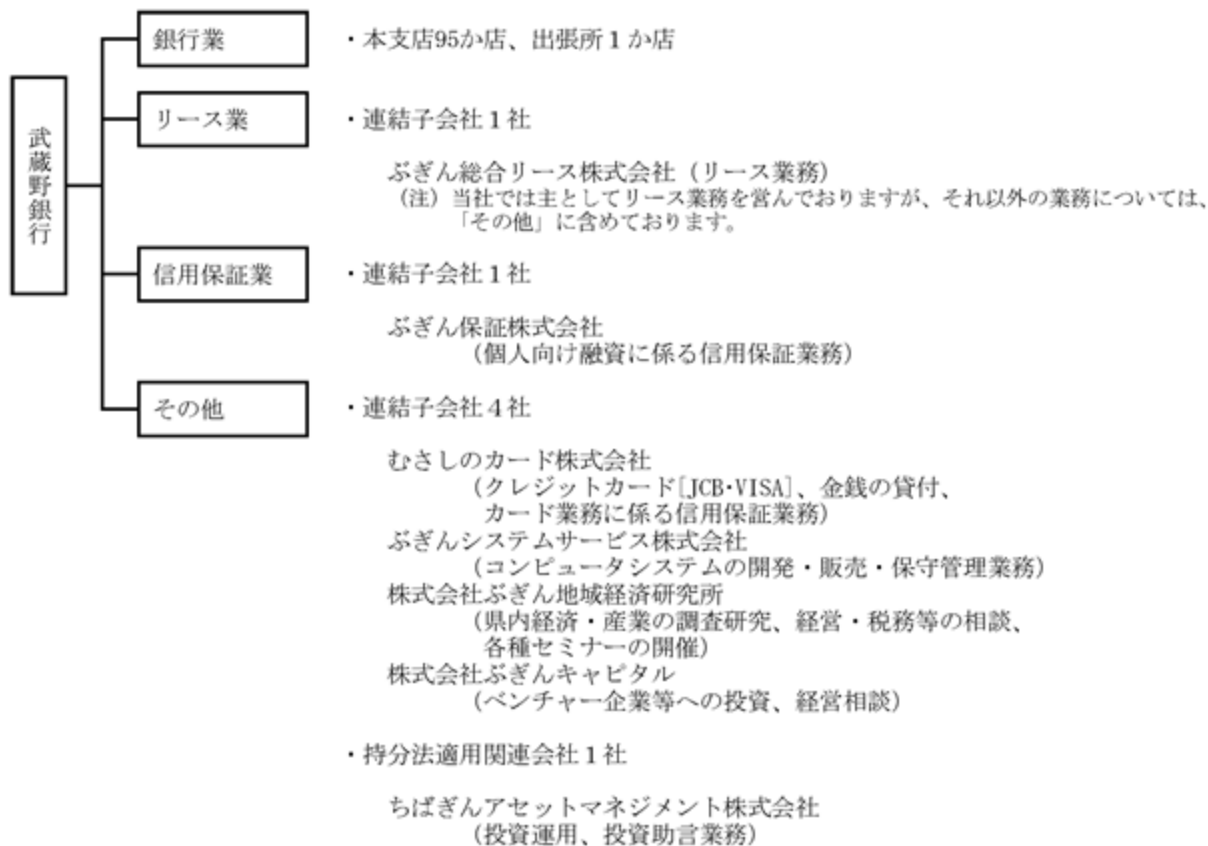 武蔵野銀行
銀行業
・本支店95か店、出張所１か店
リース業
・連結子会社１社
ぶぎん総合リース株式会社（リース業務）
（注）当社では主としてリース業務を営んでおりますが、それ以外の業務については、
「その他」に含めております。
信用保証業
・連結子会社１社
ぶぎん保証株式会社
（個人向け融資に係る信用保証業務）
その他
・連結子会社４社
むさしのカード株式会社
（クレジットカード[JCB･VISA]、金銭の貸付、
カード業務に係る信用保証業務）
ぶぎんシステムサービス株式会社
（コンピュータシステムの開発・販売・保守管理業務）
株式会社ぶぎん地域経済研究所
（県内経済・産業の調査研究、経営・税務等の相談、
各種セミナーの開催）
株式会社ぶぎんキャピタル
（ベンチャー企業等への投資、経営相談）
・持分法適用関連会社１社
ちばぎんアセットマネジメント株式会社
（投資運用、投資助言業務）